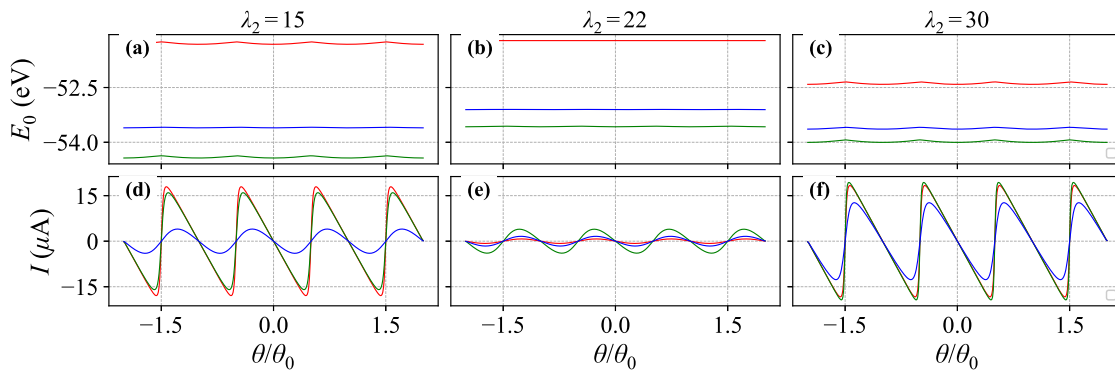 λ₂ = 15
λ₂ = 22
λ₂ = 30
(a)
(b)
(c)
E₀ (eV)
−52.5
−54.0
(d)
(e)
(f)
I (μA)
15
0
−15
−1.5 0.0 1.5
−1.5 0.0 1.5
−1.5 0.0 1.5
θ/θ₀
θ/θ₀
θ/θ₀